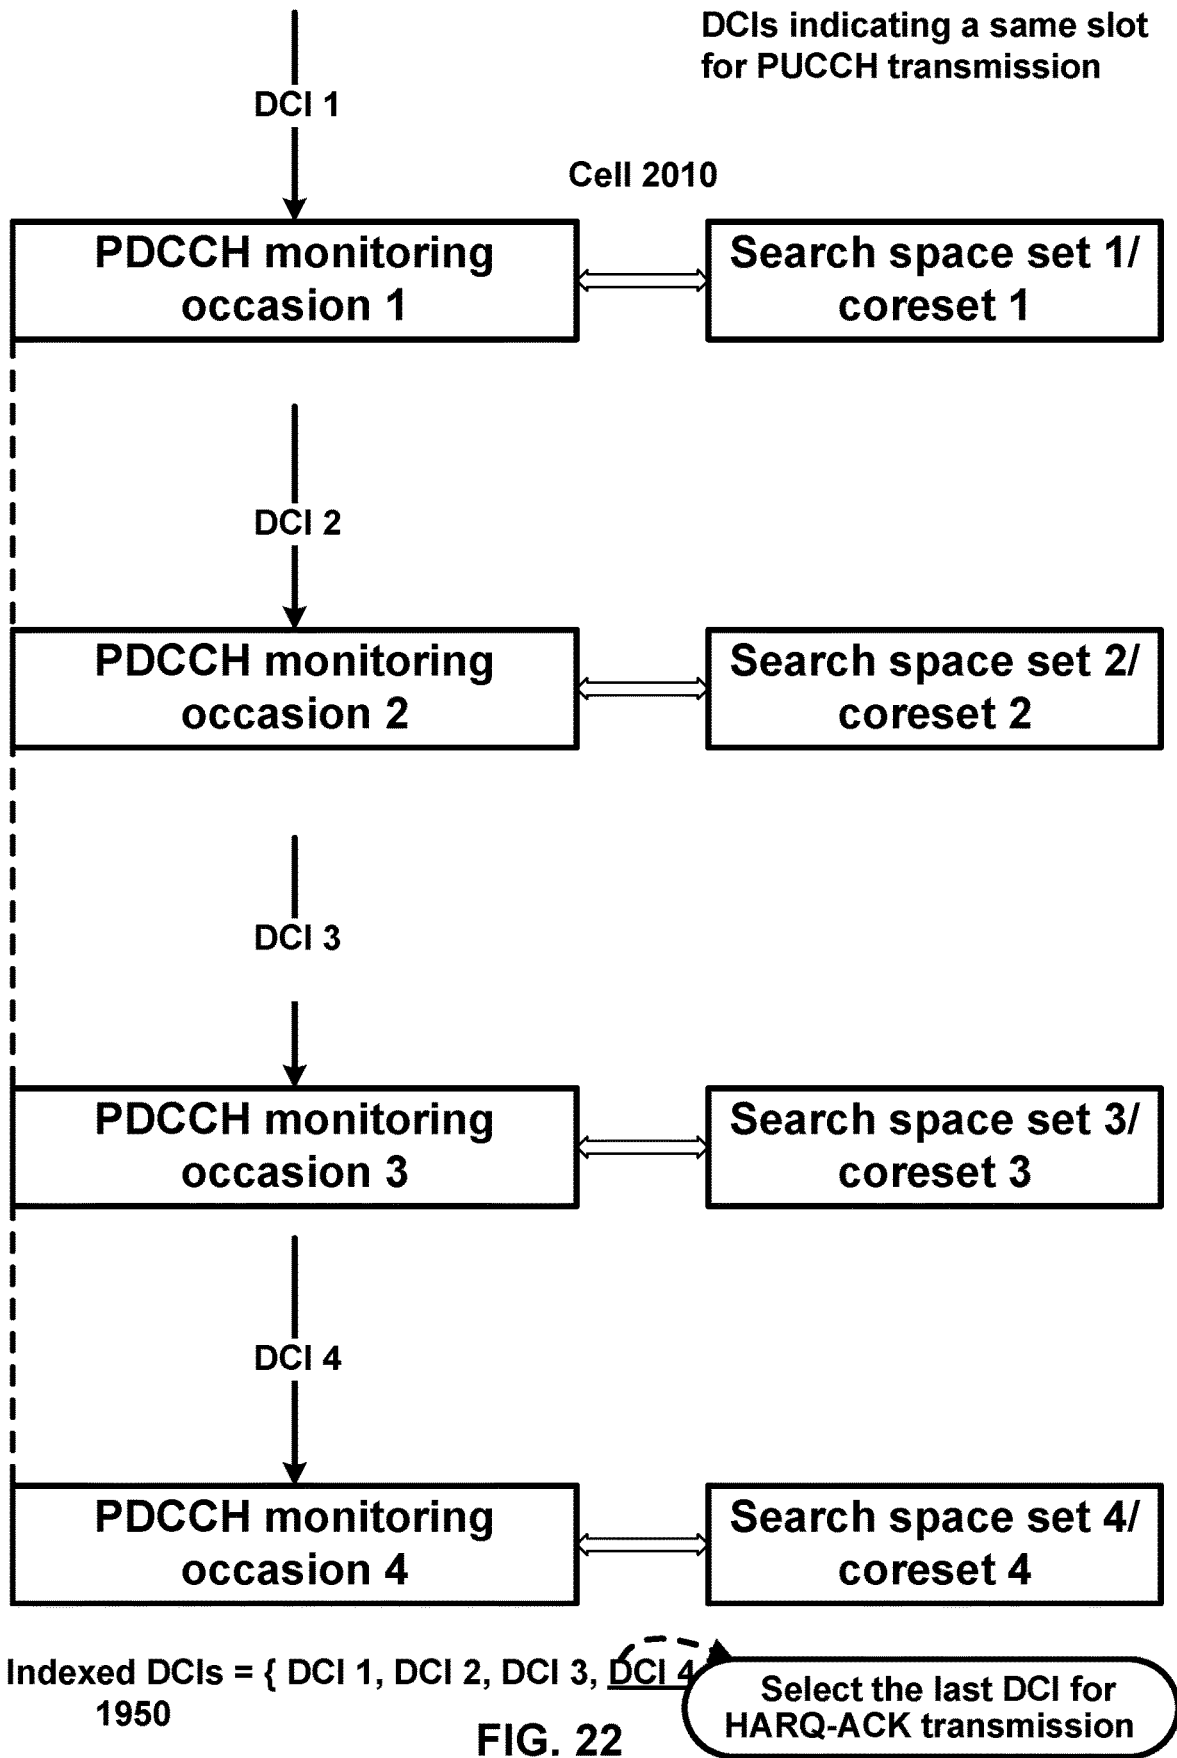 DCIs indicating a same slot
for PUCCH transmission
DCI 1
Cell 2010
PDCCH monitoring
occasion 1
Search space set 1/
coreset 1
DCI 2
PDCCH monitoring
occasion 2
Search space set 2/
coreset 2
DCI 3
PDCCH monitoring
occasion 3
Search space set 3/
coreset 3
DCI 4
PDCCH monitoring
occasion 4
Search space set 4/
coreset 4
Indexed DCIs = { DCI 1, DCI 2, DCI 3, DCI 4
1950
Select the last DCI for
HARQ-ACK transmission
FIG. 22